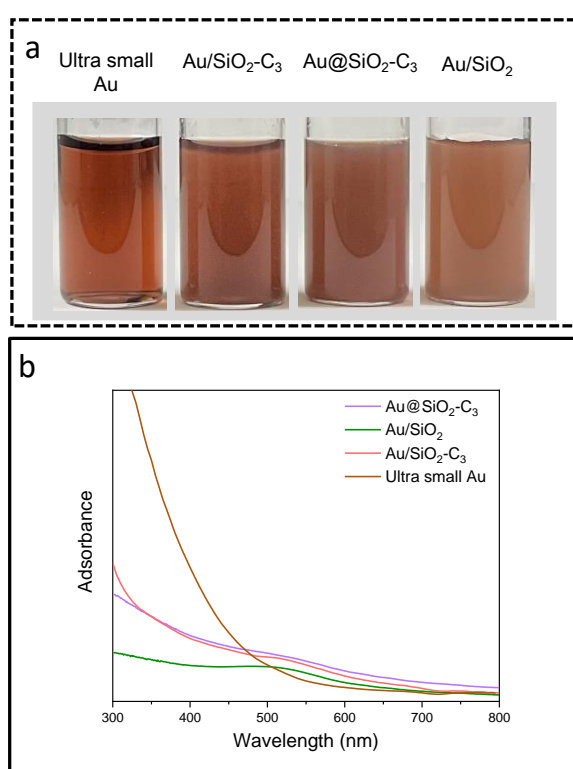 a
Ultra small
Au
Au/SiO₂-C₃
Au@SiO₂-C₃
Au/SiO₂
b
Au@SiO₂-C₃
Au/SiO₂
Au/SiO₂-C₃
Ultra small Au
Adsorbance
300 400 500 600 700 800
Wavelength (nm)